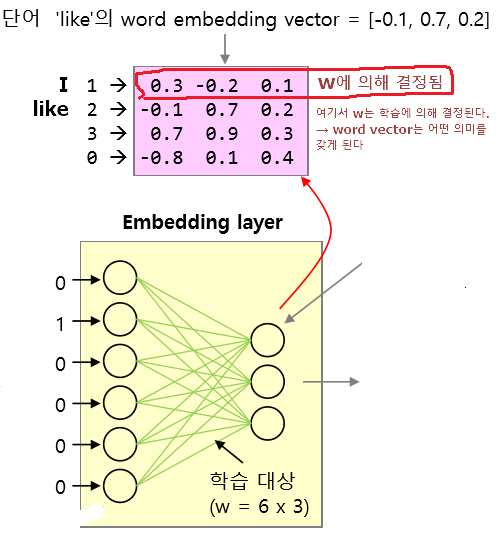 단어 'like'의 word embedding vector = [-0.1, 0.7, 0.2]
I 1 → 0.3 -0.2 0.1 W에 의해 결정됨
like 2 → -0.1 0.7 0.2
3 → 0.7 0.9 0.3
0 → -0.8 0.1 0.4
여기서 w는 학습에 의해 결정된다.
→ word vector는 어떤 의미를
갖게 된다
Embedding layer
0
1
0
0
0
0
학습 대상
(w = 6 x 3)